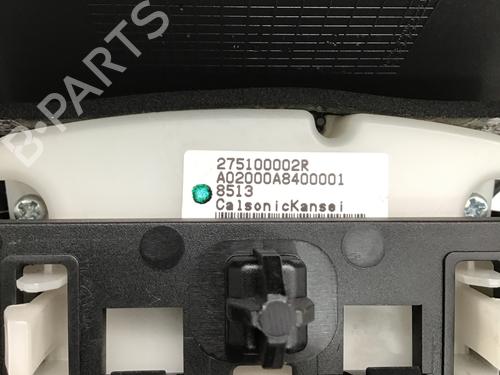 B-PARTS
275100002R
A02000A8400001
8513
CalsonicKansei